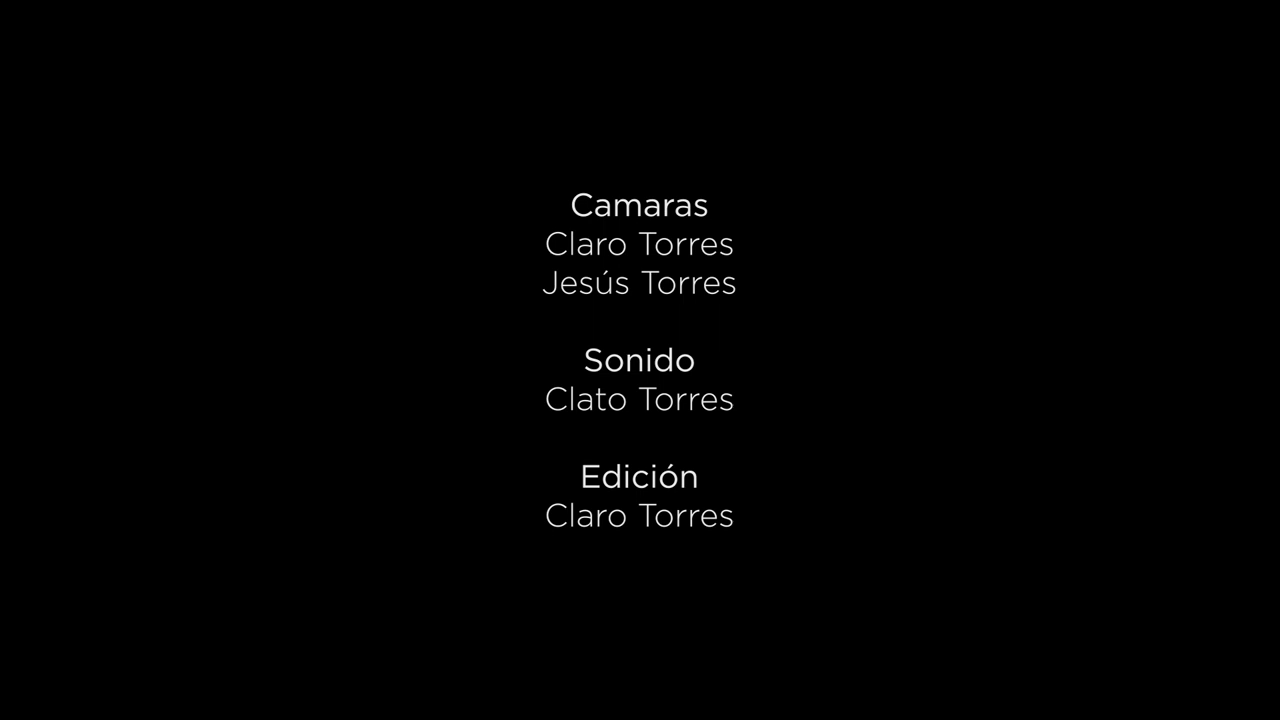 Camaras
Claro Torres
Jesús Torres
Sonido
Clato Torres
Edición
Claro Torres